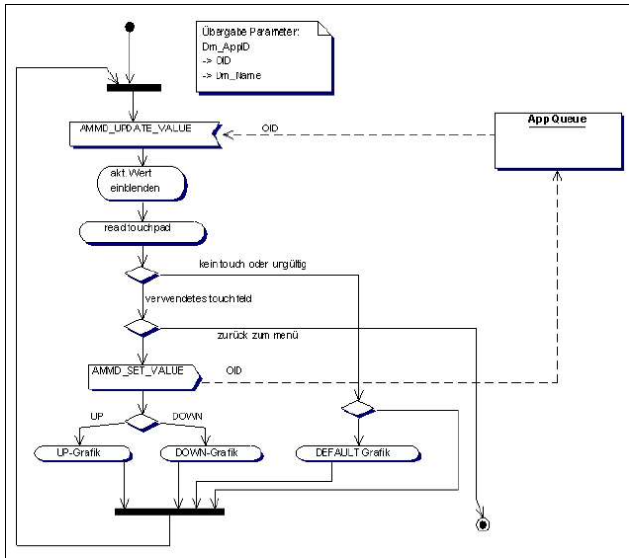 Übergabe Parameter:
Dm_AppID
-> OID
-> Dm_Name
AMMD_UPDATE_VALUE
OID
App Queue
akt. Wert
einblenden
read touchpad
kein touch oder ungültig
verwendetes touchfeld
zurück zum menü
AMMD_SET_VALUE
OID
UP
DOWN
UP-Grafik
DOWN-Grafik
DEFAULT Grafik